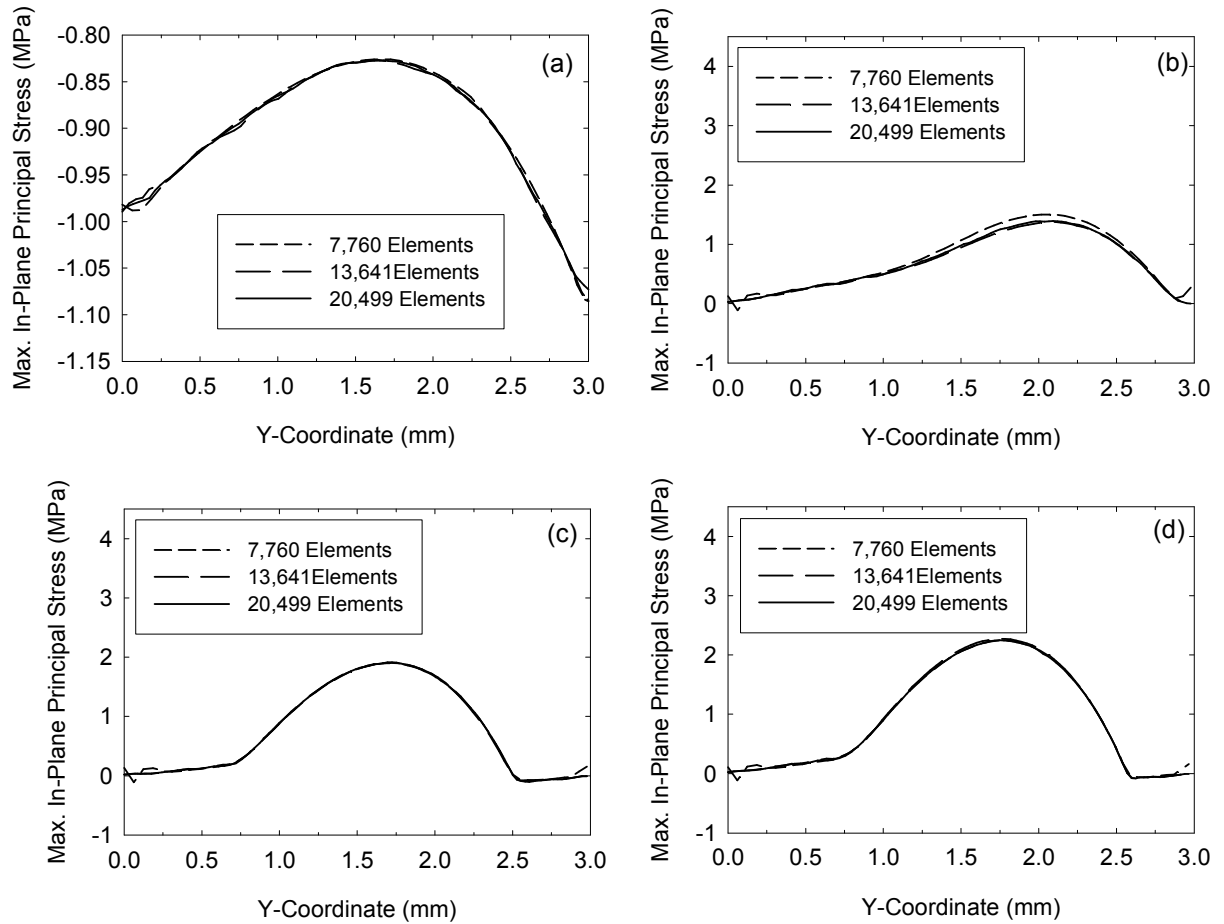 Max. In-Plane Principal Stress (MPa)
-0.80
-0.85
-0.90
-0.95
-1.00
-1.05
-1.10
-1.15
(a)
7,760 Elements
13,641Elements
20,499 Elements
0.0 0.5 1.0 1.5 2.0 2.5 3.0
Y-Coordinate (mm)
Max. In-Plane Principal Stress (MPa)
4
3
2
1
0
-1
(b)
7,760 Elements
13,641Elements
20,499 Elements
0.0 0.5 1.0 1.5 2.0 2.5 3.0
Y-Coordinate (mm)
Max. In-Plane Principal Stress (MPa)
4
3
2
1
0
-1
(c)
7,760 Elements
13,641Elements
20,499 Elements
0.0 0.5 1.0 1.5 2.0 2.5 3.0
Y-Coordinate (mm)
Max. In-Plane Principal Stress (MPa)
4
3
2
1
0
-1
(d)
7,760 Elements
13,641Elements
20,499 Elements
0.0 0.5 1.0 1.5 2.0 2.5 3.0
Y-Coordinate (mm)